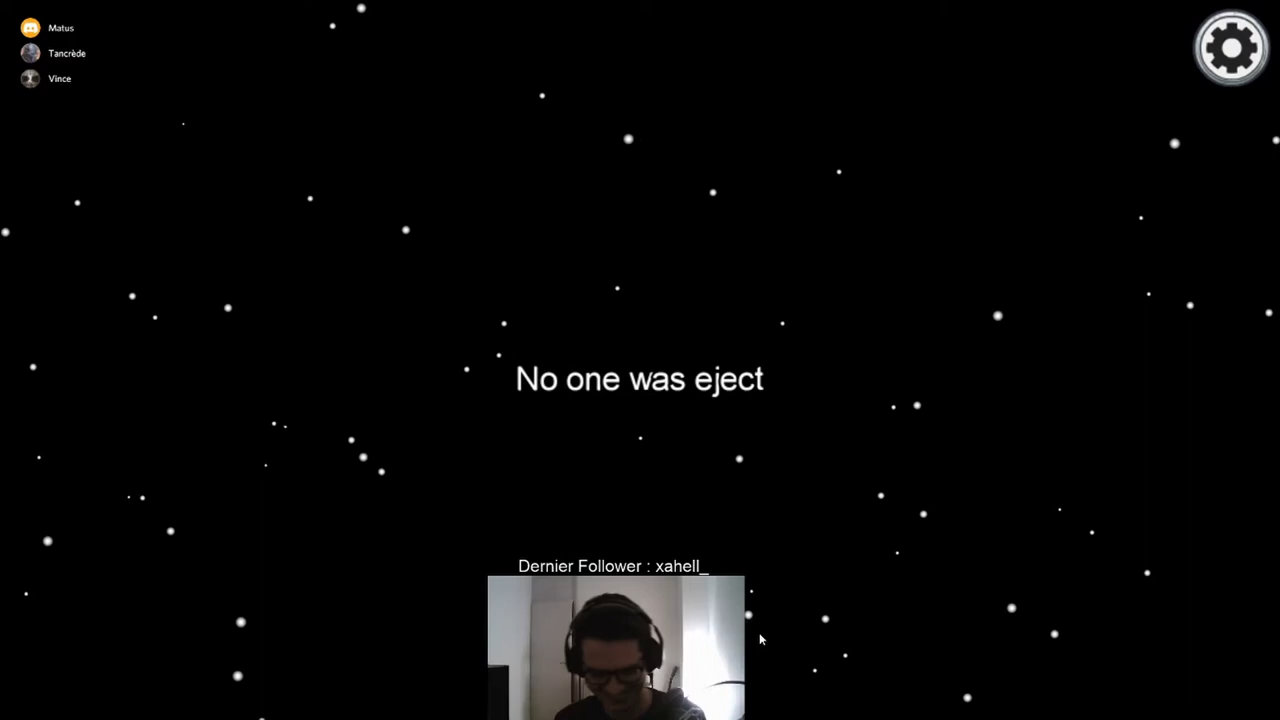 Matus
Tancrède
Vince
No one was eject
Dernier Follower : xahell_